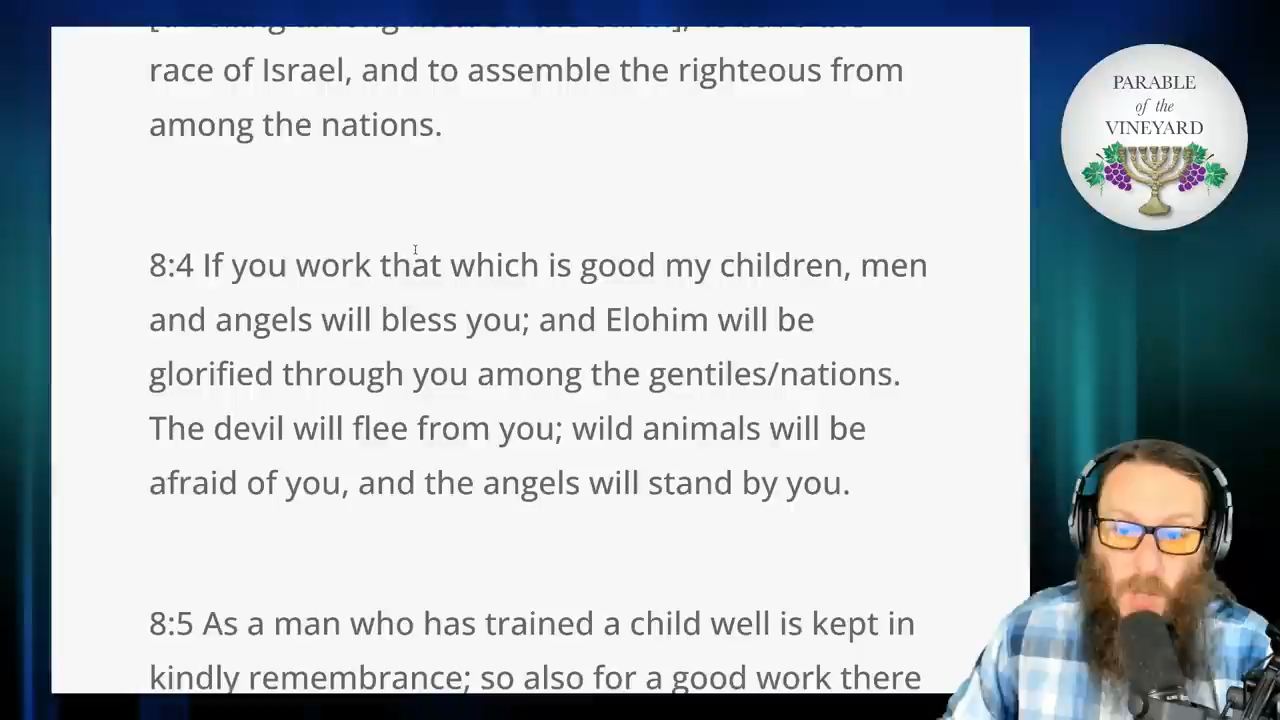 race of Israel, and to assemble the righteous from
among the nations.
8:4 If you work that which is good my children, men
and angels will bless you; and Elohim will be
glorified through you among the gentiles/nations.
The devil will flee from you; wild animals will be
afraid of you, and the angels will stand by you.
8:5 As a man who has trained a child well is kept in
kindly remembrance; so also for a good work there
PARABLE
of the
VINEYARD